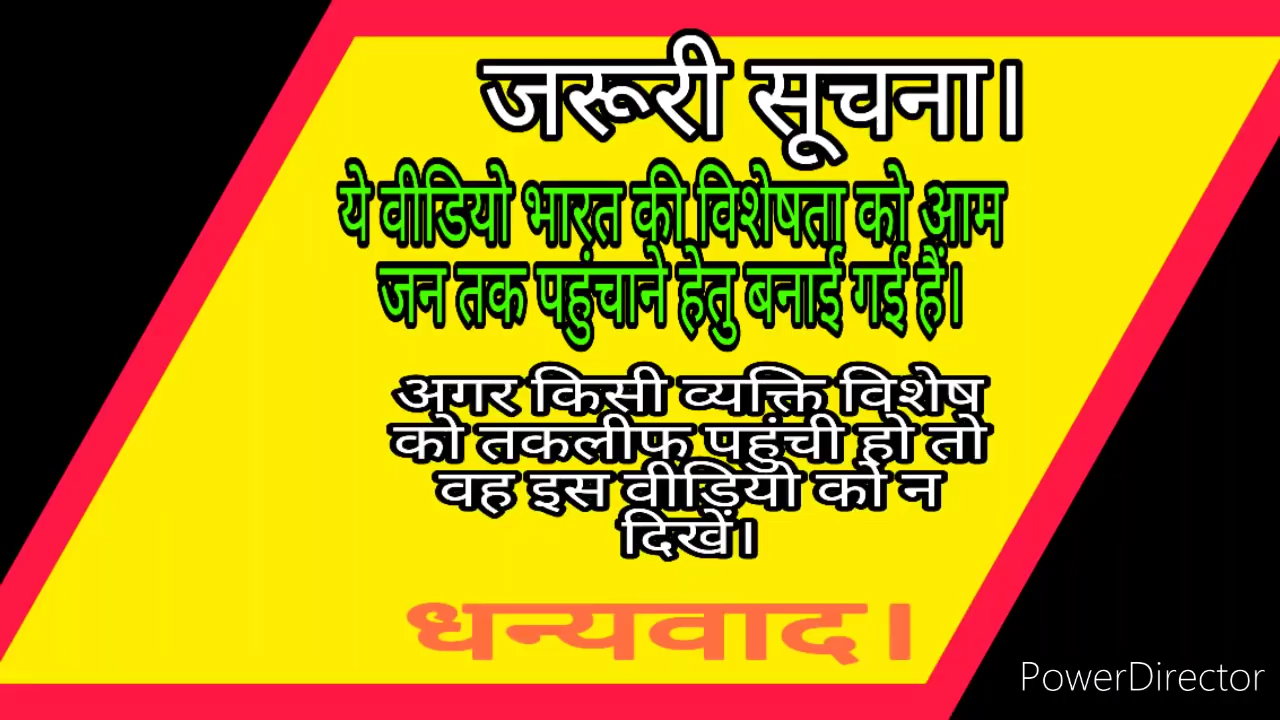 जरूरी सूचना।
ये वीडियो भारत की विशेषता को आम
जन तक पहुंचाने हेतु बनाई गई हैं।
अगर किसी व्यक्ति विशेष
को तकलीफ पहुंची हो तो
वह इस वीडियो को न
दिखें।
धन्यवाद।
PowerDirector